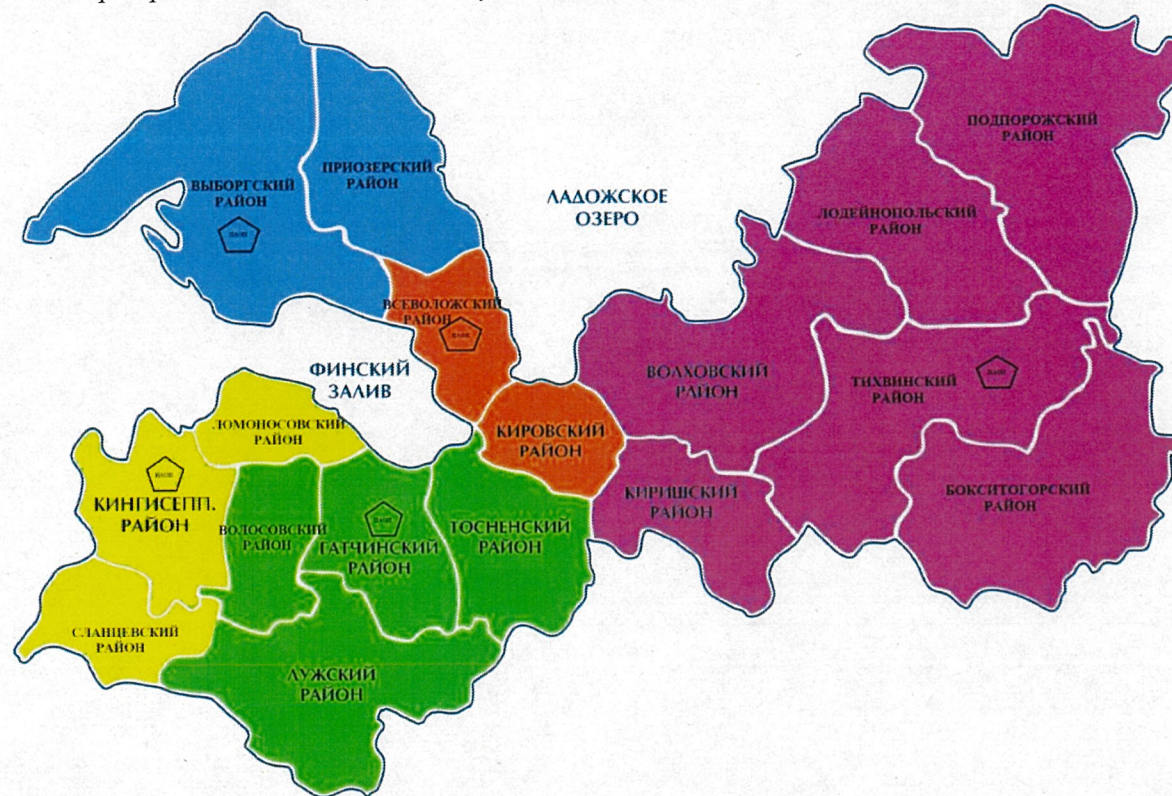 ПОДПОРОЖСКИЙ
РАЙОН
ПРИОЗЕРСКИЙ
РАЙОН
ВЫБОРГСКИЙ
РАЙОН
ЛАДОЖСКОЕ
ОЗЕРО
ЛОДЕЙНОПОЛЬСКИЙ
РАЙОН
ВСЕВОЛОЖСКИЙ
РАЙОН
ФИНСКИЙ
ЗАЛИВ
ВОЛХОВСКИЙ
РАЙОН
ТИХВИНСКИЙ
РАЙОН
ЛОМОНОСОВСКИЙ
РАЙОН
КИРОВСКИЙ
РАЙОН
КИНГИСЕПП.
РАЙОН
КИРИШСКИЙ
РАЙОН
БОКСИТОГОРСКИЙ
РАЙОН
ВОЛОСОВСКИЙ
РАЙОН
ГАТЧИНСКИЙ
РАЙОН
ТОСНЕНСКИЙ
РАЙОН
СЛАНЦЕВСКИЙ
РАЙОН
ЛУЖСКИЙ
РАЙОН